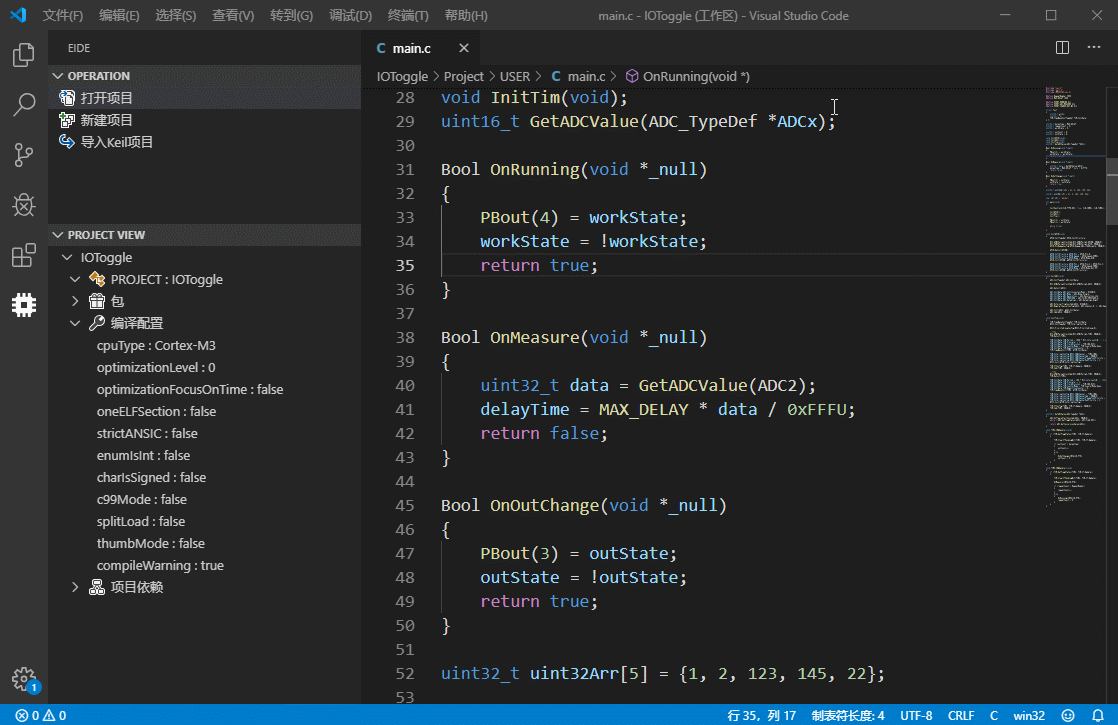 文件(F) 编辑(E) 选择(S) 查看(V) 转到(G) 调试(D) 终端(T) 帮助(H) main.c - IOToggle (工作区) - Visual Studio Code
EIDE
OPERATION
打开项目
新建项目
导入Keil项目
PROJECT VIEW
IOToggle
PROJECT : IOToggle
包
编译配置
cpuType : Cortex-M3
optimizationLevel : 0
optimizationFocusOnTime : false
oneELFSection : false
strictANSIC : false
enumIsInt : false
charIsSigned : false
c99Mode : false
splitLoad : false
thumbMode : false
compileWarning : true
项目依赖
1
C main.c
IOToggle > Project > USER > C main.c > OnRunning(void *)
28 void InitTim(void);
29 uint16_t GetADCValue(ADC_TypeDef *ADCx);
30
31 Bool OnRunning(void *_null)
32 {
33 PBout(4) = workState;
34 workState = !workState;
35 return true;
36 }
37
38 Bool OnMeasure(void *_null)
39 {
40 uint32_t data = GetADCValue(ADC2);
41 delayTime = MAX_DELAY * data / 0xFFFU;
42 return false;
43 }
44
45 Bool OnOutChange(void *_null)
46 {
47 PBout(3) = outState;
48 outState = !outState;
49 return true;
50 }
51
52 uint32_t uint32Arr[5] = {1, 2, 123, 145, 22};
53
0 0 行 35，列 17 制表符长度: 4 UTF-8 CRLF C win32